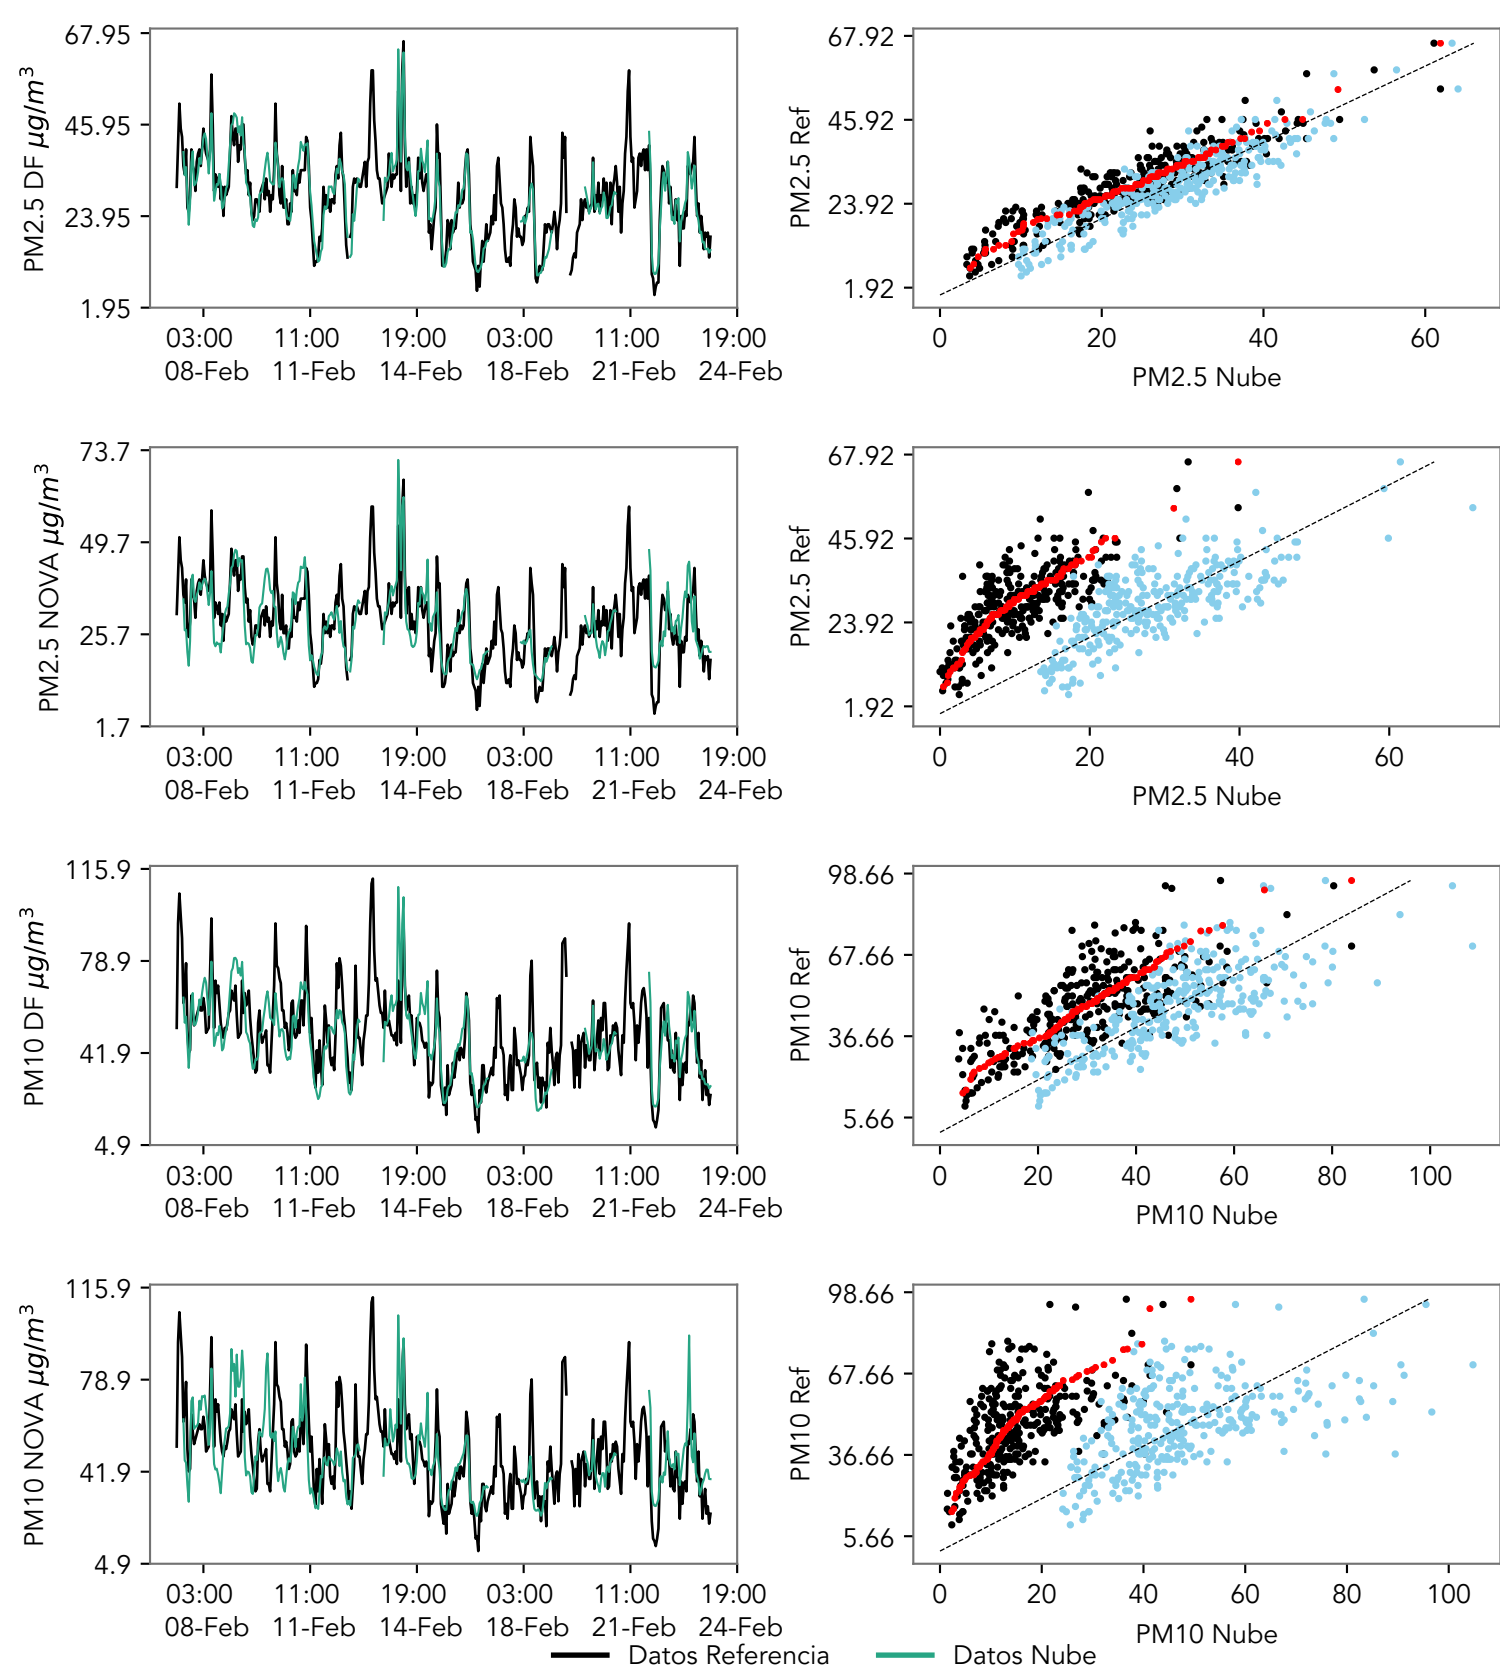 67.95
45.95
23.95
1.95
PM2.5 DF μg/m³
03:00 11:00 19:00 03:00 11:00 19:00
08-Feb 11-Feb 14-Feb 18-Feb 21-Feb 24-Feb
67.92
45.92
23.92
1.92
PM2.5 Ref
0 20 40 60
PM2.5 Nube
73.7
49.7
25.7
1.7
PM2.5 NOVA μg/m³
03:00 11:00 19:00 03:00 11:00 19:00
08-Feb 11-Feb 14-Feb 18-Feb 21-Feb 24-Feb
67.92
45.92
23.92
1.92
PM2.5 Ref
0 20 40 60
PM2.5 Nube
115.9
78.9
41.9
4.9
PM10 DF μg/m³
03:00 11:00 19:00 03:00 11:00 19:00
08-Feb 11-Feb 14-Feb 18-Feb 21-Feb 24-Feb
98.66
67.66
36.66
5.66
PM10 Ref
0 20 40 60 80 100
PM10 Nube
115.9
78.9
41.9
4.9
PM10 NOVA μg/m³
03:00 11:00 19:00 03:00 11:00 19:00
08-Feb 11-Feb 14-Feb 18-Feb 21-Feb 24-Feb
98.66
67.66
36.66
5.66
PM10 Ref
0 20 40 60 80 100
PM10 Nube
Datos Referencia Datos Nube